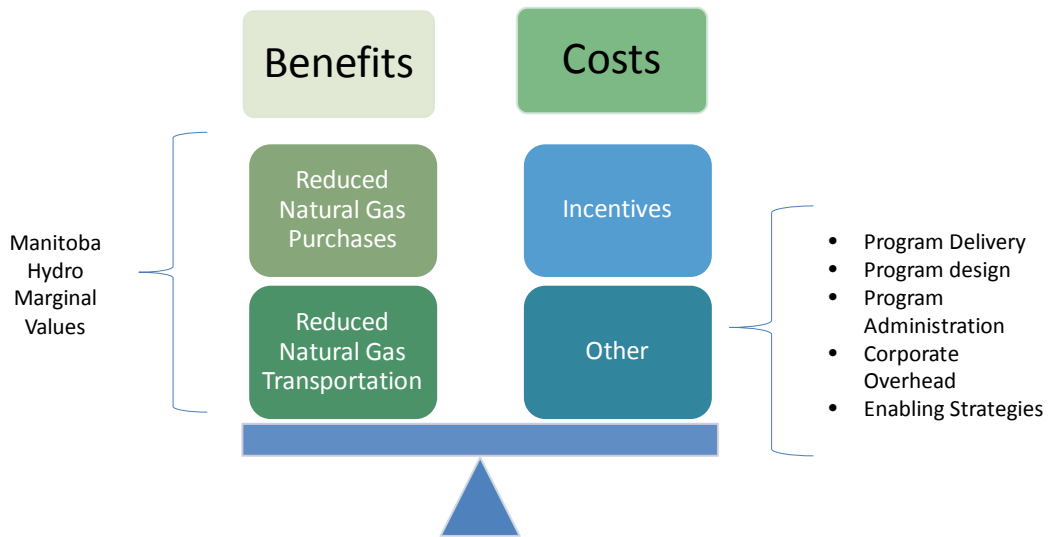 Benefits
Costs
Manitoba
Hydro
Marginal
Values
Reduced
Natural Gas
Purchases
Reduced
Natural Gas
Transportation
Incentives
Other
• Program Delivery
• Program design
• Program
Administration
• Corporate
Overhead
• Enabling Strategies